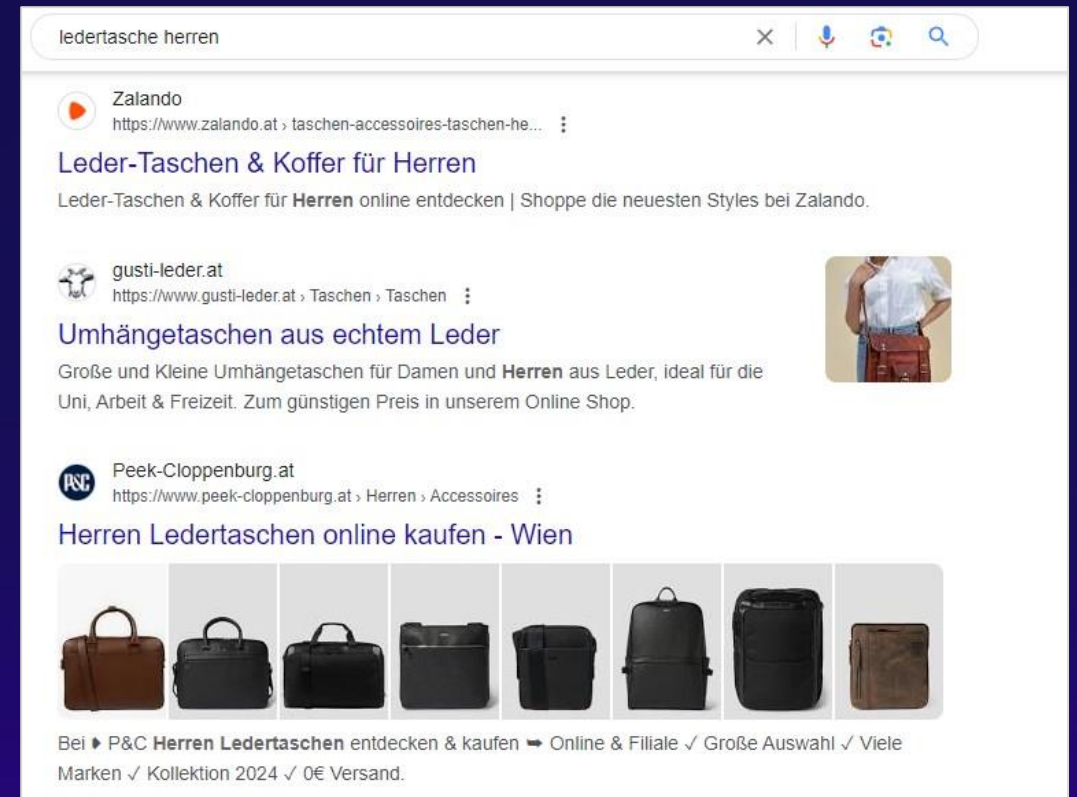 ledertasche herren
Zalando
https://www.zalando.at › taschen-accessoires-taschen-he...
Leder-Taschen & Koffer für Herren
Leder-Taschen & Koffer für Herren online entdecken | Shoppe die neuesten Styles bei Zalando.
gusti-leder.at
https://www.gusti-leder.at › Taschen › Taschen
Umhängetaschen aus echtem Leder
Große und Kleine Umhängetaschen für Damen und Herren aus Leder, ideal für die
Uni, Arbeit & Freizeit. Zum günstigen Preis in unserem Online Shop.
P&C
Peek-Cloppenburg.at
https://www.peek-cloppenburg.at › Herren › Accessoires
Herren Ledertaschen online kaufen - Wien
Bei ▶ P&C Herren Ledertaschen entdecken & kaufen ➥ Online & Filiale ✓ Große Auswahl ✓ Viele
Marken ✓ Kollektion 2024 ✓ 0€ Versand.